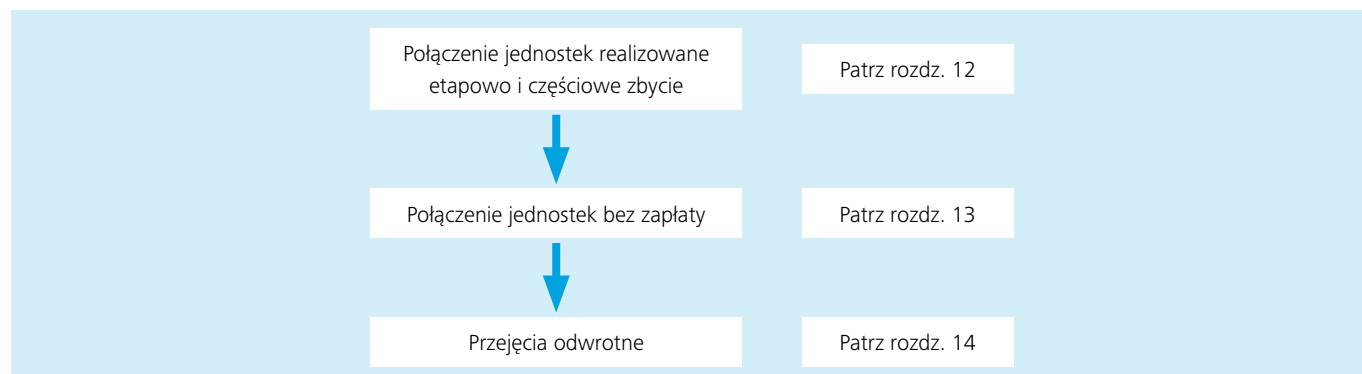 Połączenie jednostek realizowane
etapowo i częściowe zbycie
Patrz rozdz. 12
Połączenie jednostek bez zapłaty
Patrz rozdz. 13
Przejęcia odwrotne
Patrz rozdz. 14